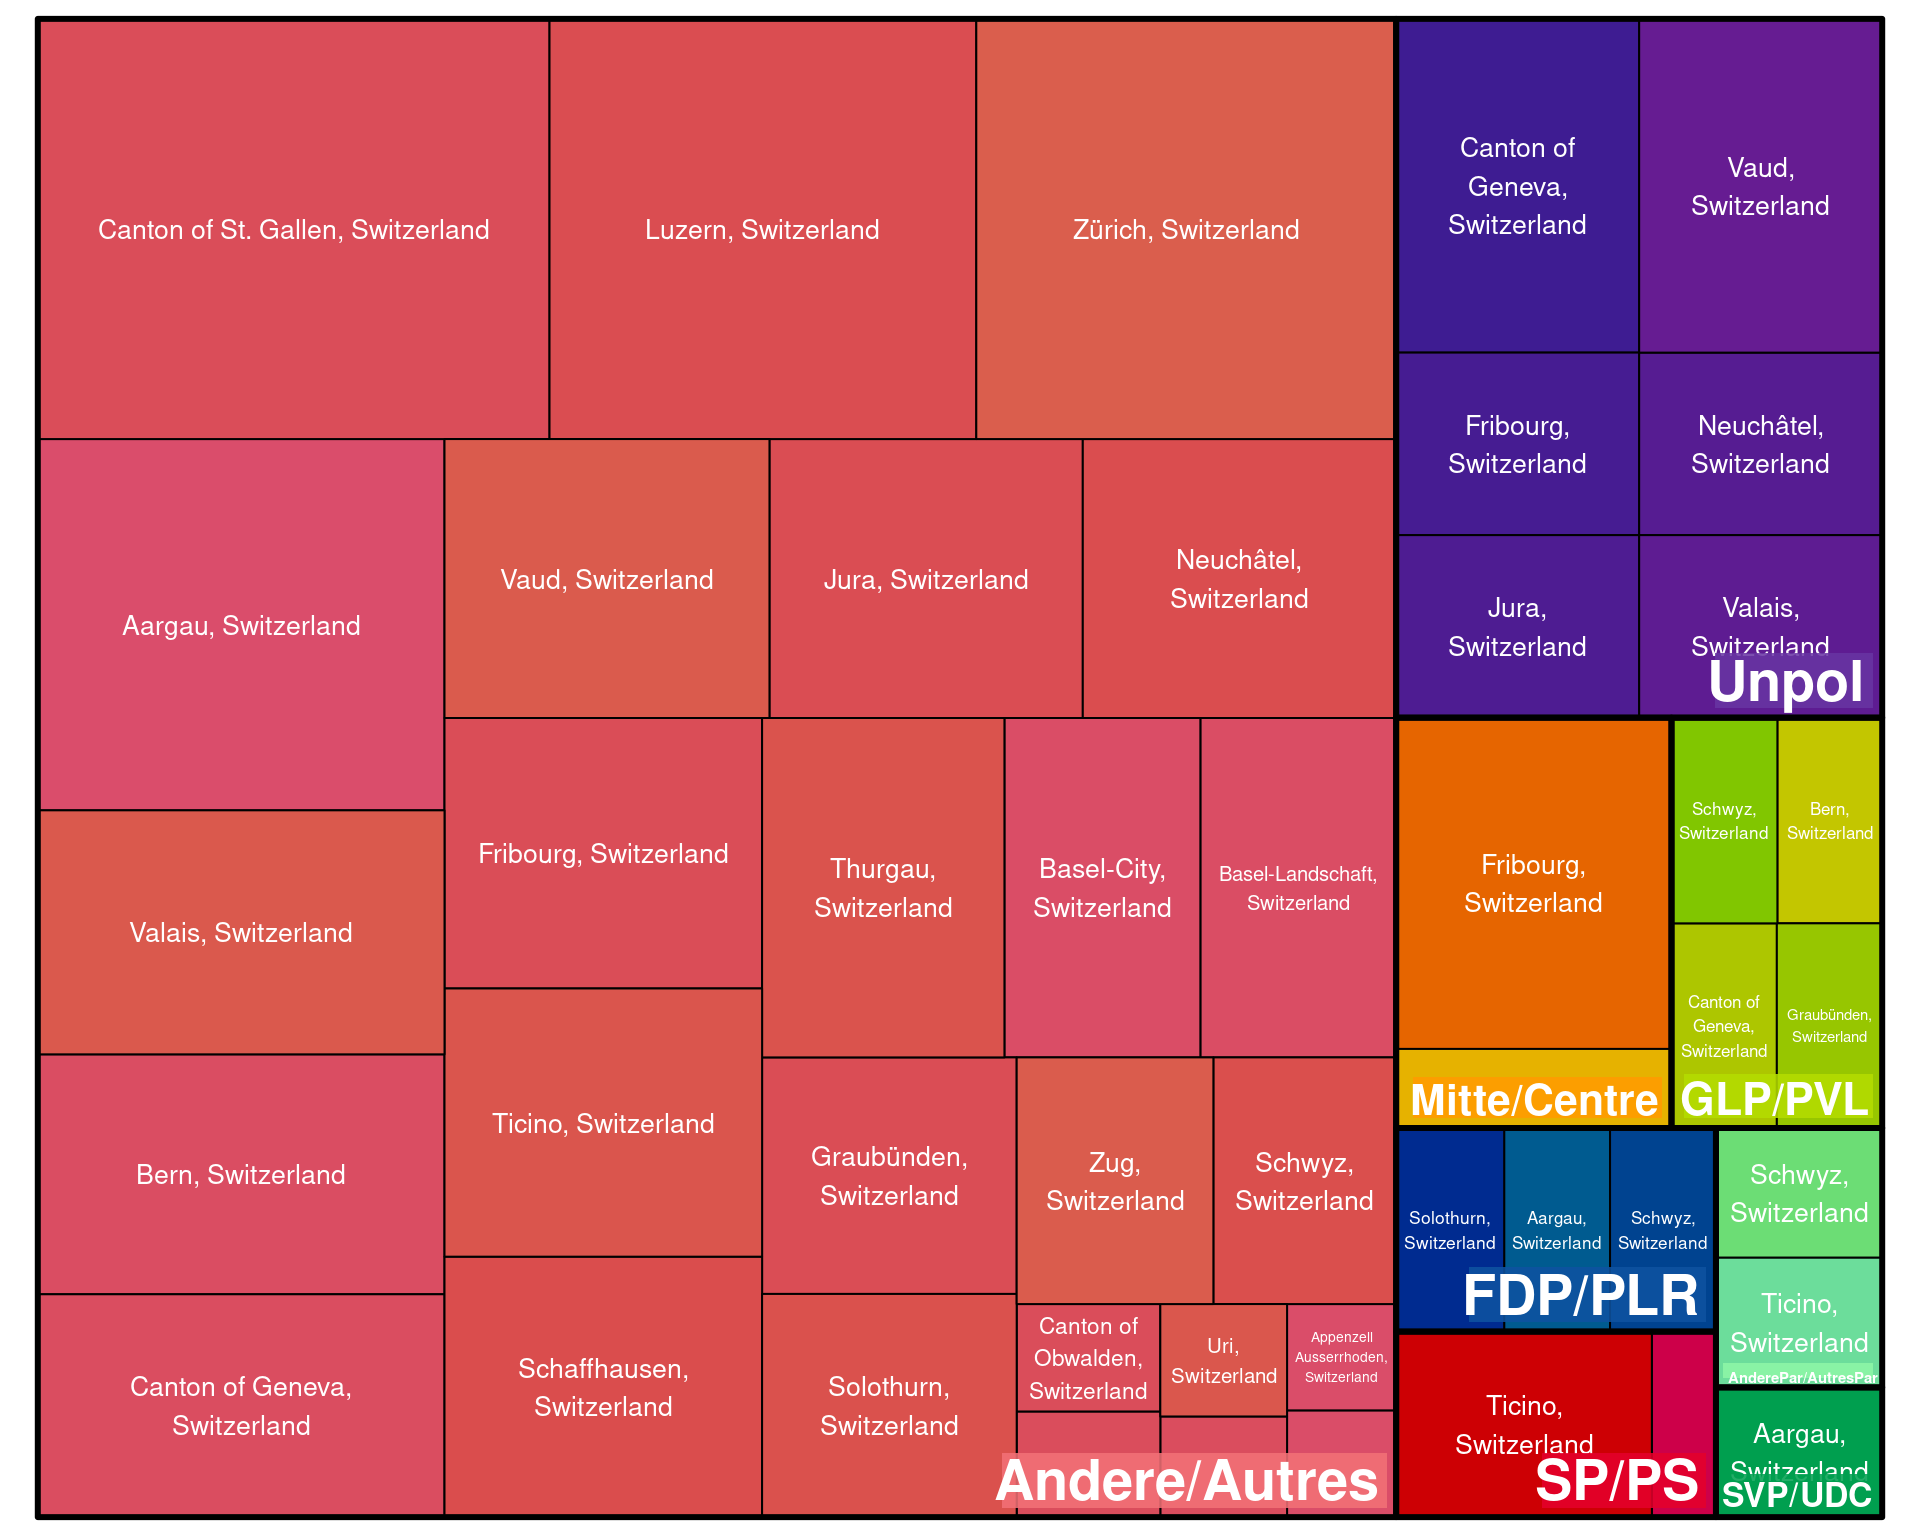 Canton of St. Gallen, Switzerland
Luzern, Switzerland
Zürich, Switzerland
Aargau, Switzerland
Vaud, Switzerland
Jura, Switzerland
Neuchâtel,
Switzerland
Valais, Switzerland
Fribourg, Switzerland
Thurgau,
Switzerland
Basel-City,
Switzerland
Basel-Landschaft,
Switzerland
Bern, Switzerland
Ticino, Switzerland
Graubünden,
Switzerland
Zug,
Switzerland
Schwyz,
Switzerland
Canton of Geneva,
Switzerland
Schaffhausen,
Switzerland
Solothurn,
Switzerland
Canton of
Obwalden,
Switzerland
Uri,
Switzerland
Appenzell
Ausserrhoden,
Switzerland
Andere/Autres
Canton of
Geneva,
Switzerland
Vaud,
Switzerland
Fribourg,
Switzerland
Neuchâtel,
Switzerland
Jura,
Switzerland
Valais,
Switzerland
Unpol
Fribourg,
Switzerland
Mitte/Centre
Schwyz,
Switzerland
Bern,
Switzerland
Canton of
Geneva,
Switzerland
Graubünden,
Switzerland
GLP/PVL
Solothurn,
Switzerland
Aargau,
Switzerland
Schwyz,
Switzerland
FDP/PLR
Schwyz,
Switzerland
Ticino,
Switzerland
AnderePar/AutresPar
Ticino,
Switzerland
SP/PS
Aargau,
Switzerland
SVP/UDC